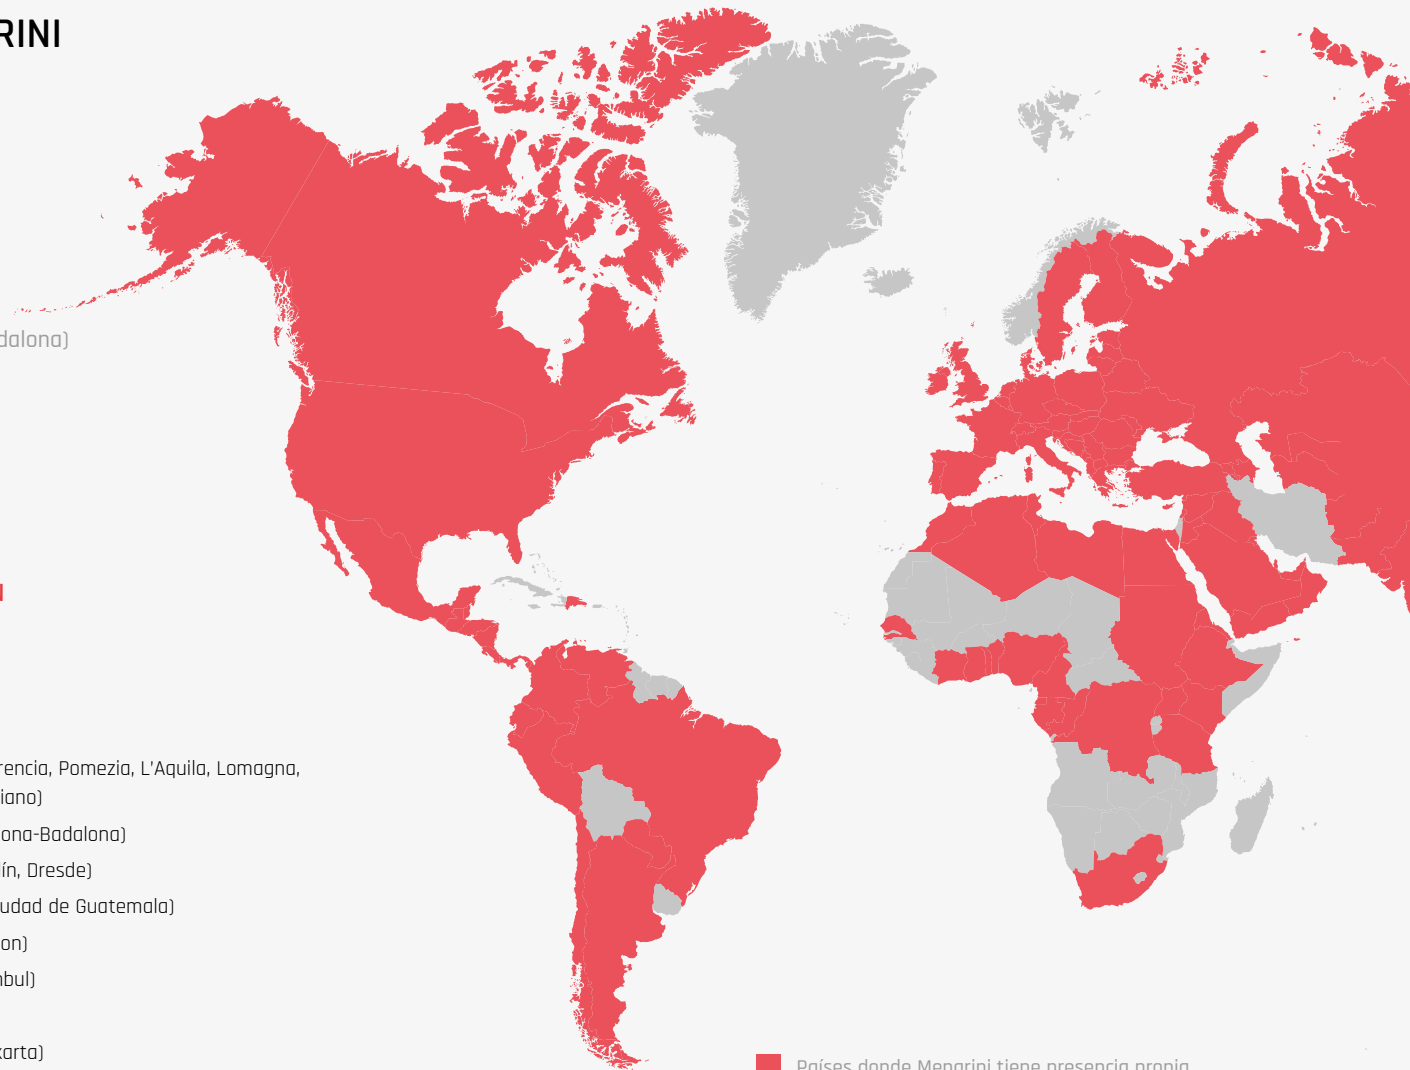 RINI
dalona)
rencia, Pomezia, L'Aquila, Lomagna,
iano)
ona-Badalona)
lín, Dresde)
udad de Guatemala)
on)
nbul)
karta)
Países donde Menarini tiene presencia propia